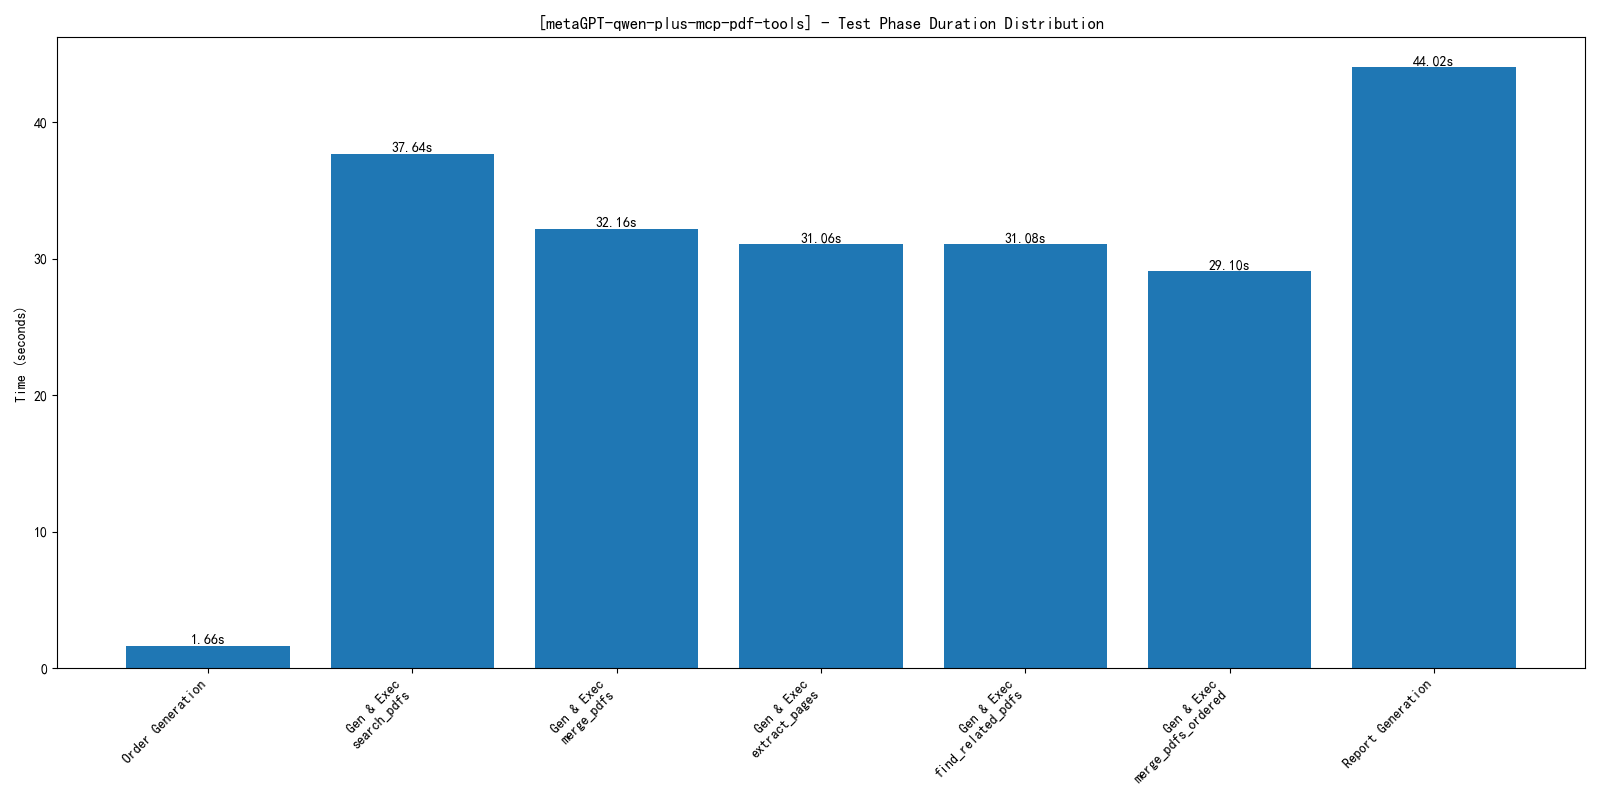 [metaGPT-qwen-plus-mcp-pdf-tools] - Test Phase Duration Distribution
Time (seconds)
40
30
20
10
0
1.66s
37.64s
32.16s
31.06s
31.08s
29.10s
44.02s
Order Generation
Gen & Exec
search_pdfs
Gen & Exec
merge_pdfs
Gen & Exec
extract_pages
Gen & Exec
find_related_pdfs
Gen & Exec
merge_pdfs_ordered
Report Generation